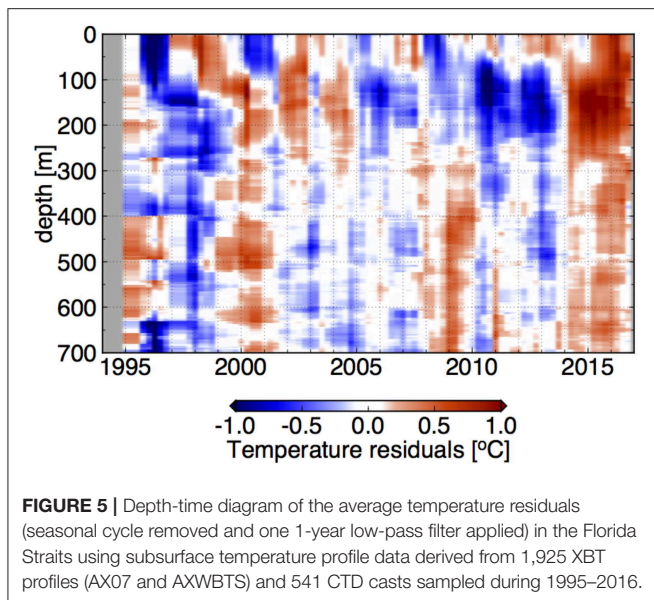 0
100
200
300
400
500
600
700
depth [m]
1995 2000 2005 2010 2015
-1.0 -0.5 0.0 0.5 1.0
Temperature residuals [°C]
FIGURE 5 | Depth-time diagram of the average temperature residuals
(seasonal cycle removed and one 1-year low-pass filter applied) in the Florida
Straits using subsurface temperature profile data derived from 1,925 XBT
profiles (AX07 and AXWBTS) and 541 CTD casts sampled during 1995–2016.